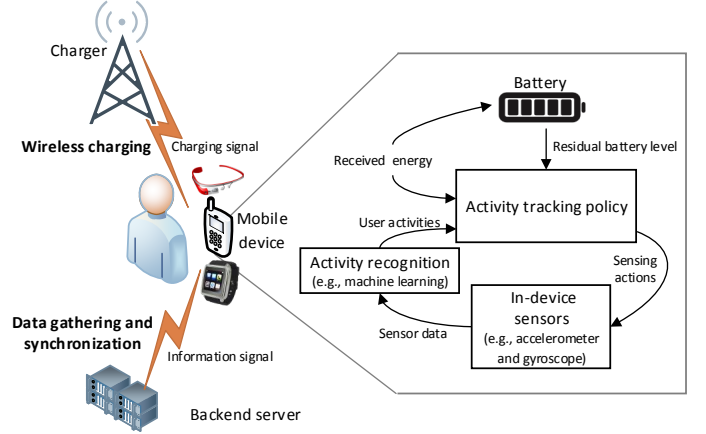 Charger
Wireless charging
Charging signal
Mobile
device
Data gathering and
synchronization
Information signal
Backend server
Battery
Residual battery level
Received energy
Activity tracking policy
User activities
Activity recognition
(e.g., machine learning)
Sensing
actions
In-device
sensors
(e.g., accelerometer
and gyroscope)
Sensor data